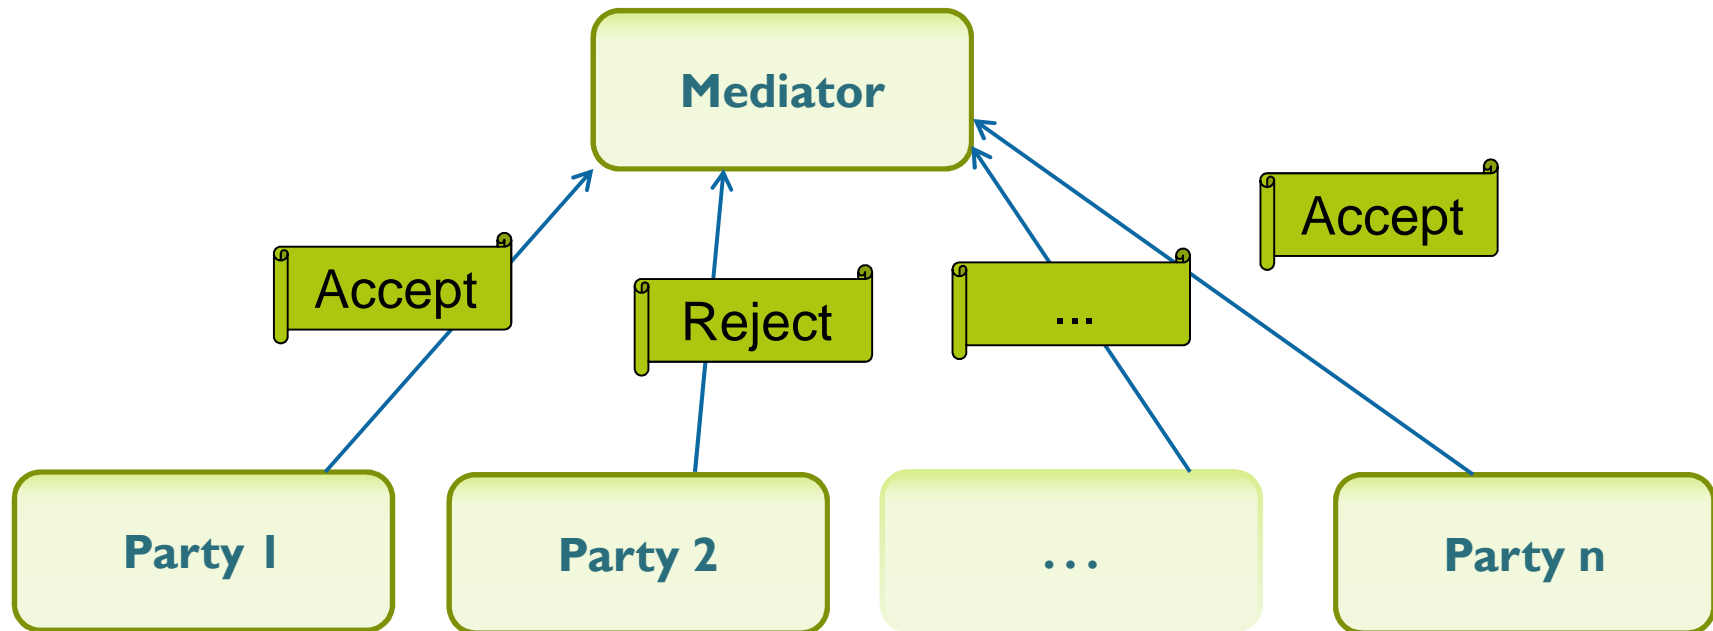 Mediator
Accept
Accept
Reject
...
Party 1
Party 2
...
Party n